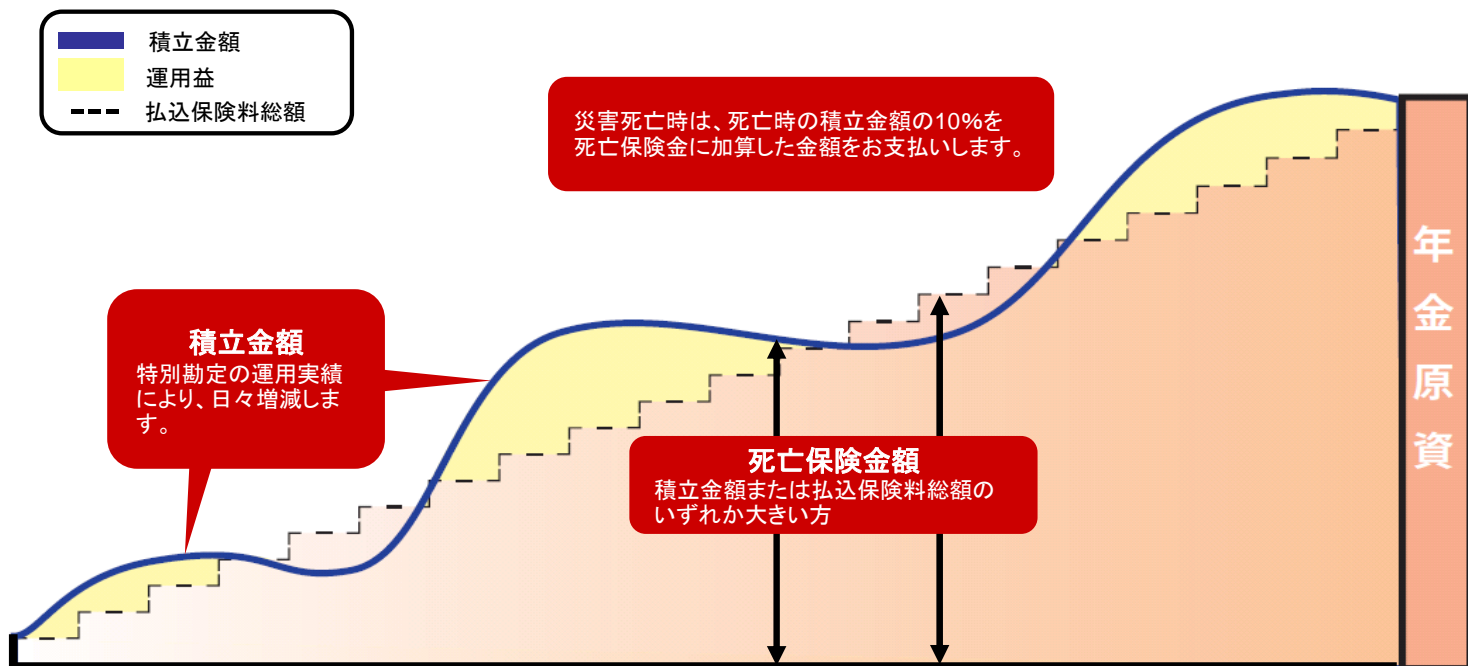 積立金額
運用益
払込保険料総額
災害死亡時は、死亡時の積立金額の10%を
死亡保険金に加算した金額をお支払いします。
積立金額
特別勘定の運用実績
により、日々増減しま
す。
死亡保険金額
積立金額または払込保険料総額の
いずれか大きい方
年金原資